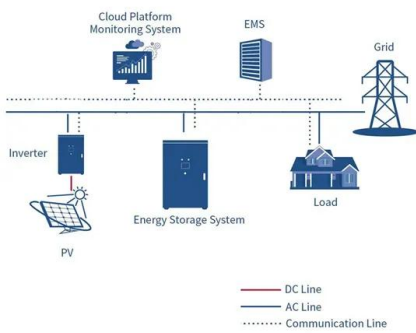 Cloud Platform
Monitoring System
EMS
Grid
Inverter
Energy Storage System
Load
PV
DC Line
AC Line
Communication Line